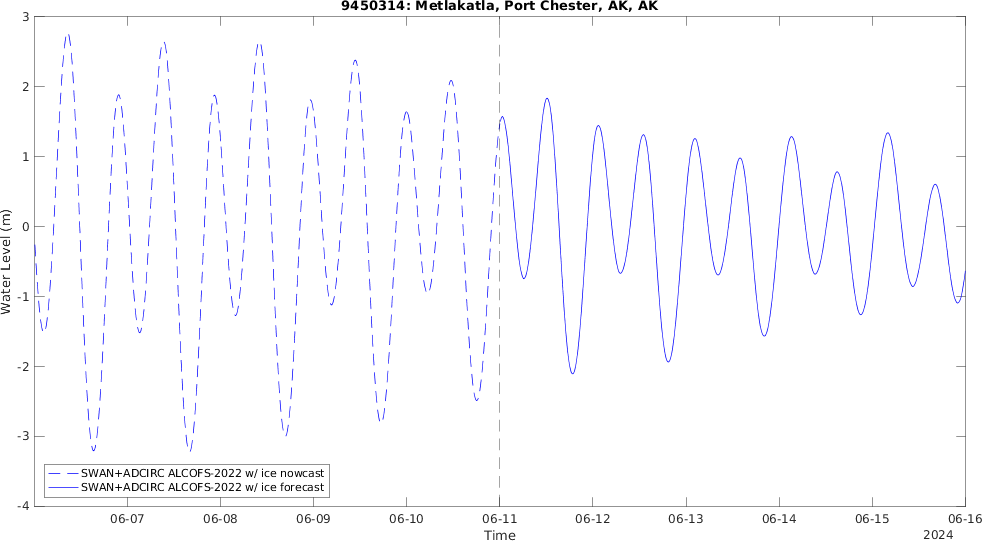 9450314: Metlakatla, Port Chester, AK, AK
Water Level (m)
3
2
1
0
-1
-2
-3
-4
SWAN+ADCIRC ALCOFS-2022 w/ ice nowcast
SWAN+ADCIRC ALCOFS-2022 w/ ice forecast
06-07 06-08 06-09 06-10 06-11 06-12 06-13 06-14 06-15 06-16
Time
2024